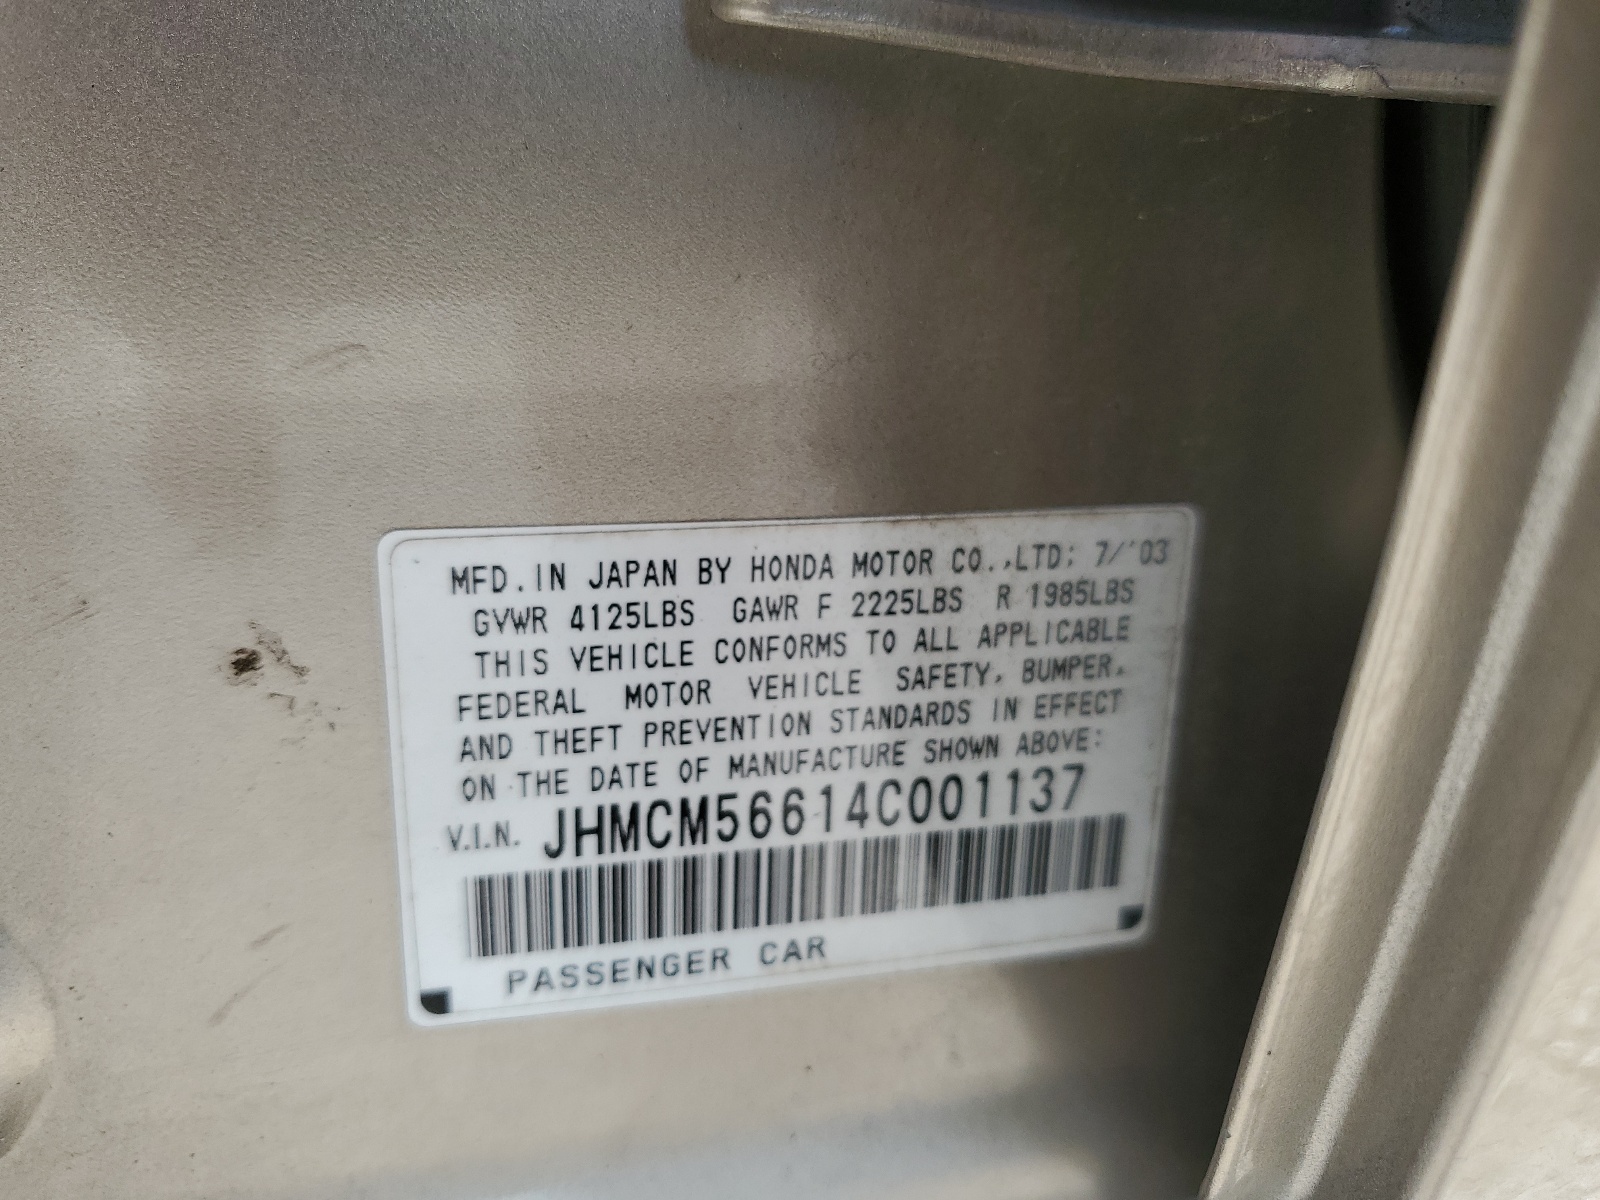 MFD. IN JAPAN BY HONDA MOTOR CO., LTD; 7/'03
GVWR 4125LBS GAWR F 2225LBS R 1985LBS
THIS VEHICLE CONFORMS TO ALL APPLICABLE
FEDERAL MOTOR VEHICLE SAFETY, BUMPER,
AND THEFT PREVENTION STANDARDS IN EFFECT
ON THE DATE OF MANUFACTURE SHOWN ABOVE:
V.I.N. JHMCM56614C001137
PASSENGER CAR